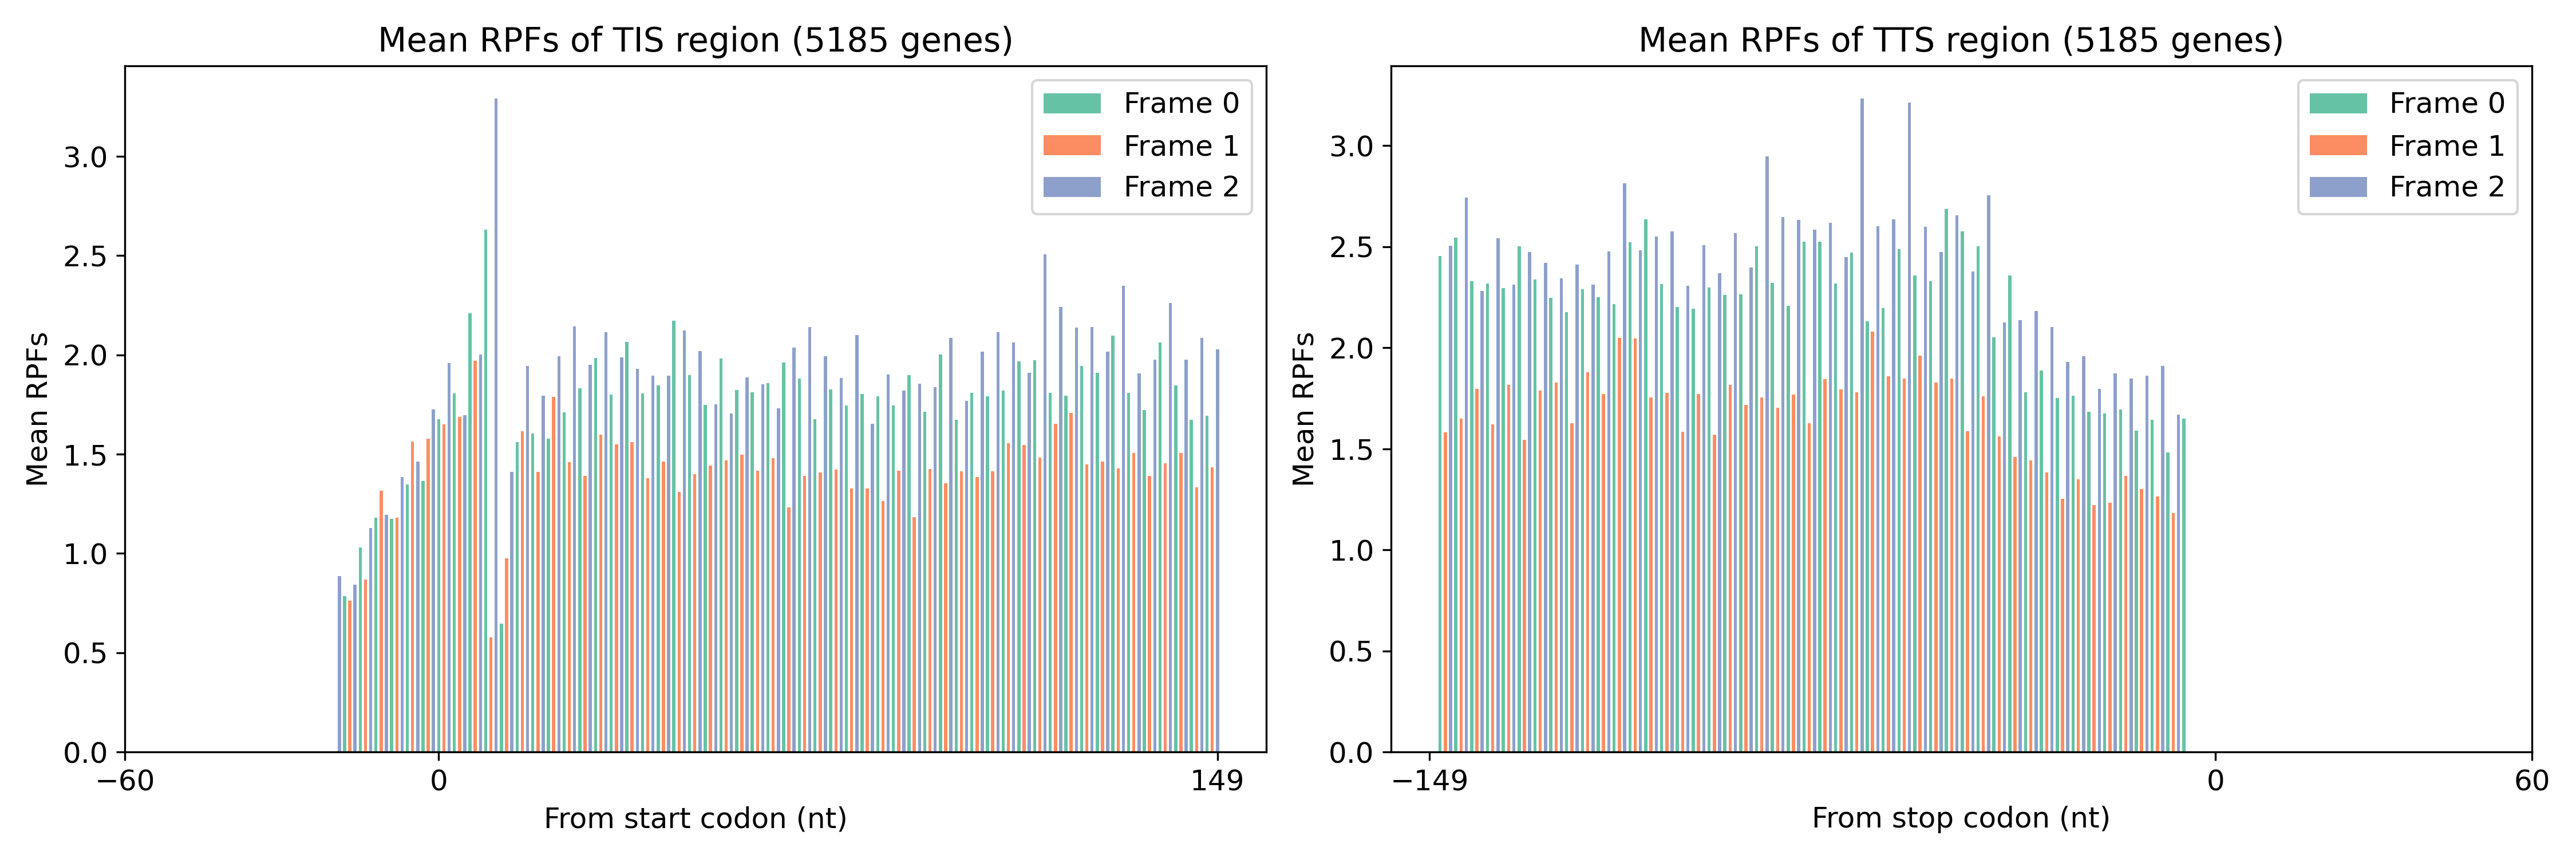 Mean RPFs of TIS region (5185 genes)
Mean RPFs
3.0
2.5
2.0
1.5
1.0
0.5
0.0
−60
0
149
From start codon (nt)
Frame 0
Frame 1
Frame 2
Mean RPFs of TTS region (5185 genes)
Mean RPFs
3.0
2.5
2.0
1.5
1.0
0.5
0.0
−149
0
60
From stop codon (nt)
Frame 0
Frame 1
Frame 2